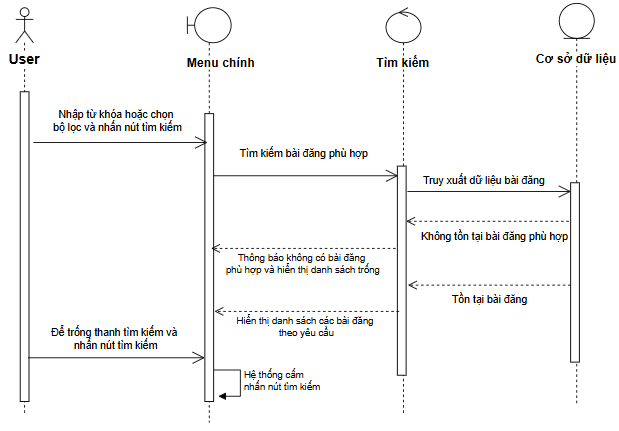 User
Menu chính
Tìm kiếm
Cơ sở dữ liệu
Nhập từ khóa hoặc chọn
bộ lọc và nhấn nút tìm kiếm
Tìm kiếm bài đăng phù hợp
Truy xuất dữ liệu bài đăng
Không tồn tại bài đăng phù hợp
Thông báo không có bài đăng
phù hợp và hiển thị danh sách trống
Tồn tại bài đăng
Hiển thị danh sách các bài đăng
theo yêu cầu
Để trống thanh tìm kiếm và
nhấn nút tìm kiếm
Hệ thống cấm
nhấn nút tìm kiếm